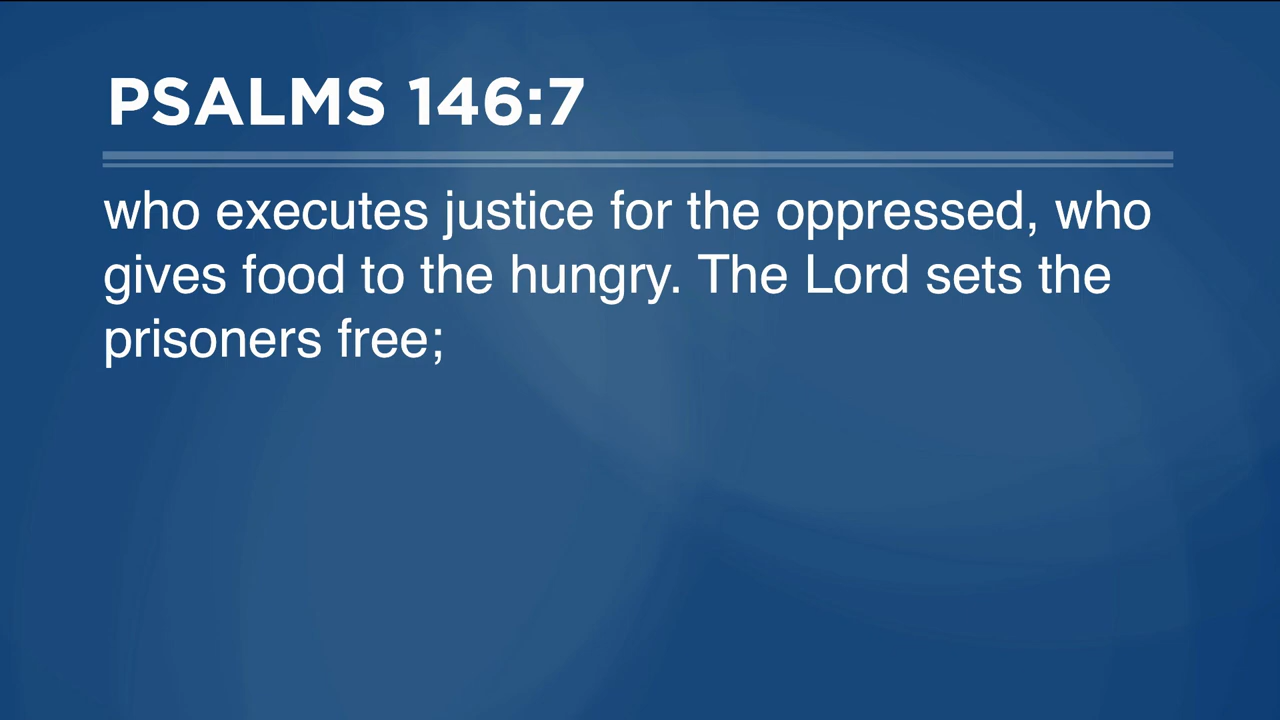 PSALMS 146:7
who executes justice for the oppressed, who
gives food to the hungry. The Lord sets the
prisoners free;